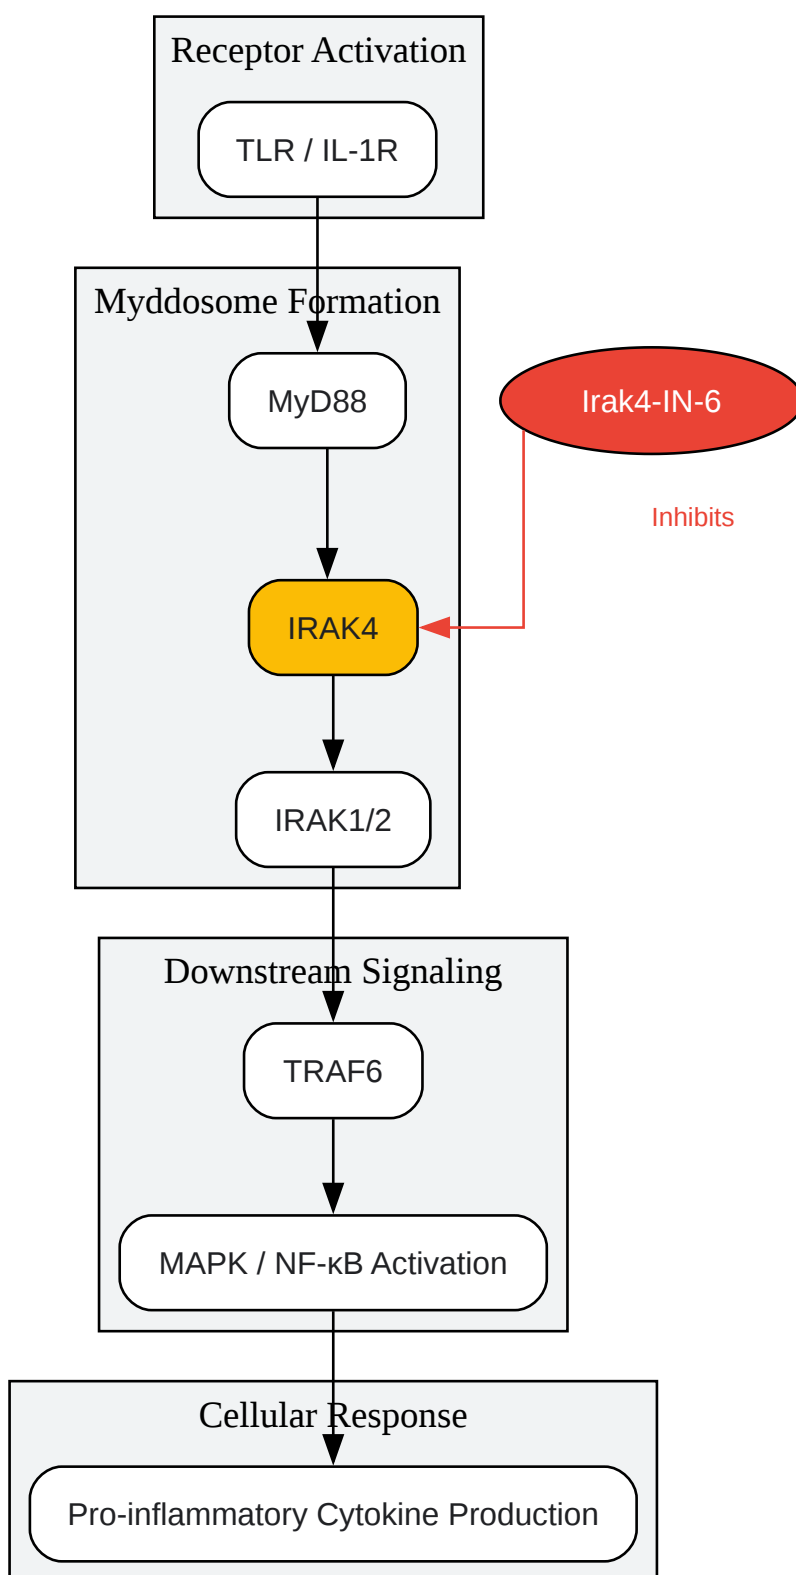 Receptor Activation
TLR / IL-1R
Myddosome Formation
MyD88
Irak4-IN-6
Inhibits
IRAK4
IRAK1/2
Downstream Signaling
TRAF6
MAPK / NF-κB Activation
Cellular Response
Pro-inflammatory Cytokine Production